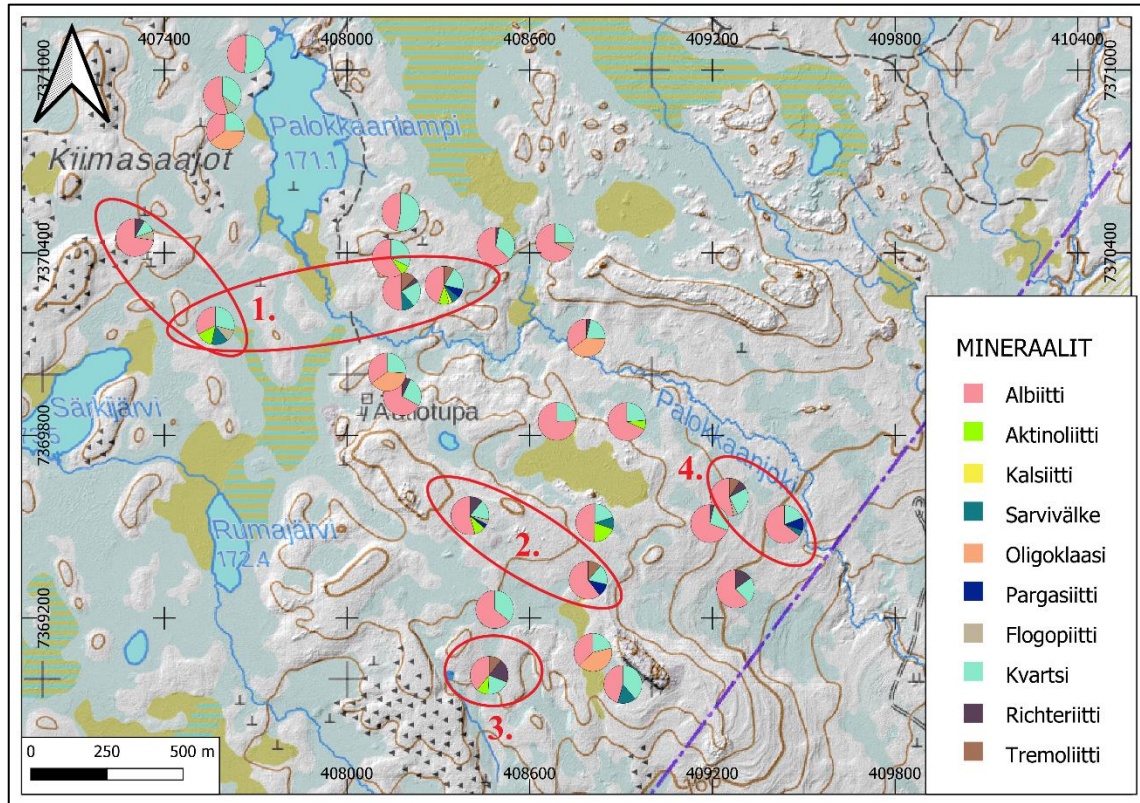 407400 408000 408600 409200 409800 410400
7371000 7371000
Palokkaanlampi
171.1
Kiimasaajot
7370400 7370400
1.
Särkijärvi
Autiotupa
7369800
Palokkaanjoki
4.
Rumajärvi
172.4
2.
7369200
3.
MINERAALIT
Albiitti
Aktinoliitti
Kalsiitti
Sarvivälke
Oligoklaasi
Pargasiitti
Flogopiitti
Kvartsi
Richteriitti
Tremoliitti
0 250 500 m
408000 408600 409200 409800